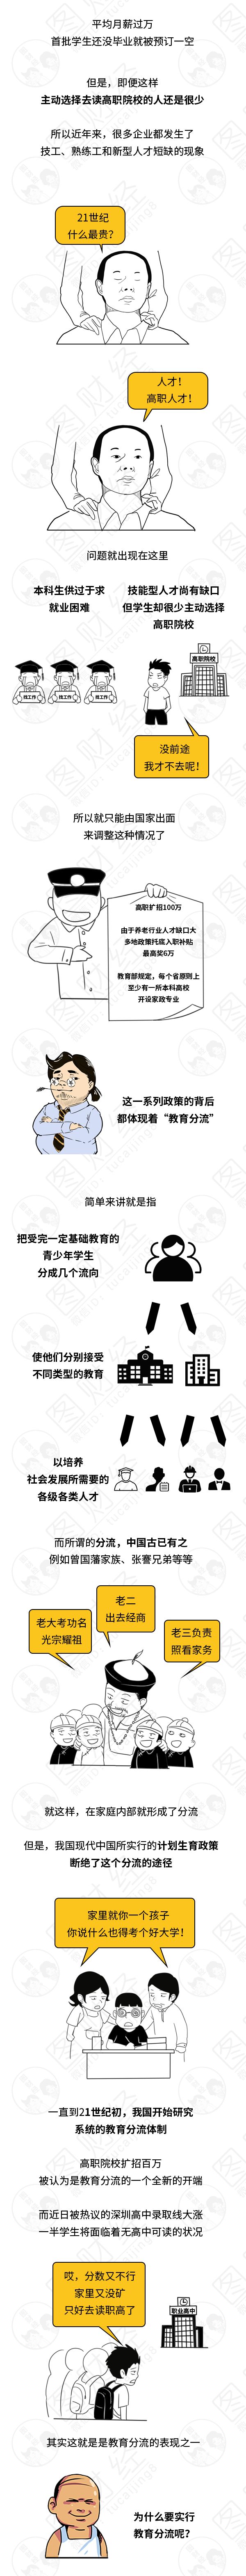 平均月薪过万
首批学生还没毕业就被预订一空
但是，即便这样
主动选择去读高职院校的人还是很少
所以近年来，很多企业都发生了
技工、熟练工和新型人才短缺的现象
21世纪
什么最贵？
人才！
高职人才！
问题就出现在这里
本科生供过于求
就业困难
技能型人才尚有缺口
但学生却很少主动选择
高职院校
找工作
找工作
找工作
高职院校
没前途
我才不去呢！
所以就只能由国家出面
来调整这种情况了
高职扩招100万
由于养老行业人才缺口大
多地政策托底入职补贴
最高奖6万
教育部规定，每个省原则上
至少有一所本科高校
开设家政专业
这一系列政策的背后
都体现着“教育分流”
简单来讲就是指
把受完一定基础教育的
青少年学生
分成几个流向
使他们分别接受
不同类型的教育
以培养
社会发展所需要的
各级各类人才
而所谓的分流，中国古已有之
例如曾国藩家族、张謇兄弟等等
老大考功名
光宗耀祖
老二
出去经商
老三负责
照看家务
就这样，在家庭内部就形成了分流
但是，我国现代中国所实行的计划生育政策
断绝了这个分流的途径
家里就你一个孩子
你说什么也得考个好大学！
一直到21世纪初，我国开始研究
系统的教育分流体制
高职院校扩招百万
被认为是教育分流的一个全新的开端
而近日被热议的深圳高中录取线大涨
一半学生将面临着无高中可读的状况
哎，分数又不行
家里又没矿
只好去读职高了
职业高中
其实这就是是教育分流的表现之一
为什么要实行
教育分流呢？